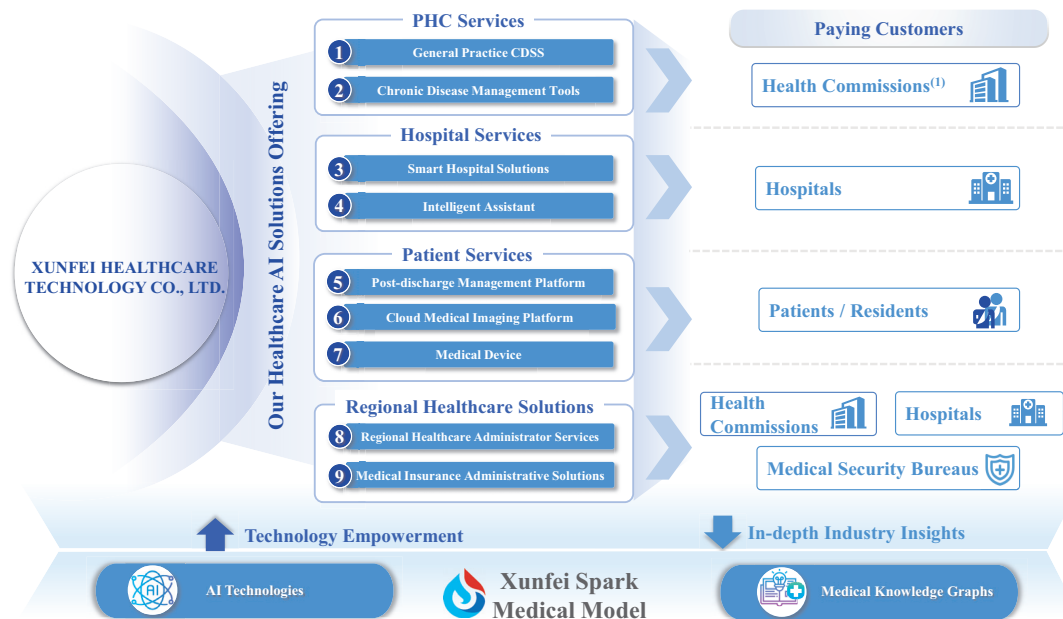 XUNFEI HEALTHCARE
TECHNOLOGY CO., LTD.
Our Healthcare AI Solutions Offering
PHC Services
1 General Practice CDSS
2 Chronic Disease Management Tools
Hospital Services
3 Smart Hospital Solutions
4 Intelligent Assistant
Patient Services
5 Post-discharge Management Platform
6 Cloud Medical Imaging Platform
7 Medical Device
Regional Healthcare Solutions
8 Regional Healthcare Administrator Services
9 Medical Insurance Administrative Solutions
Paying Customers
Health Commissions(1)
Hospitals
Patients / Residents
Health
Commissions
Hospitals
Medical Security Bureaus
Technology Empowerment
In-depth Industry Insights
AI
AI Technologies
Xunfei Spark
Medical Model
Medical Knowledge Graphs